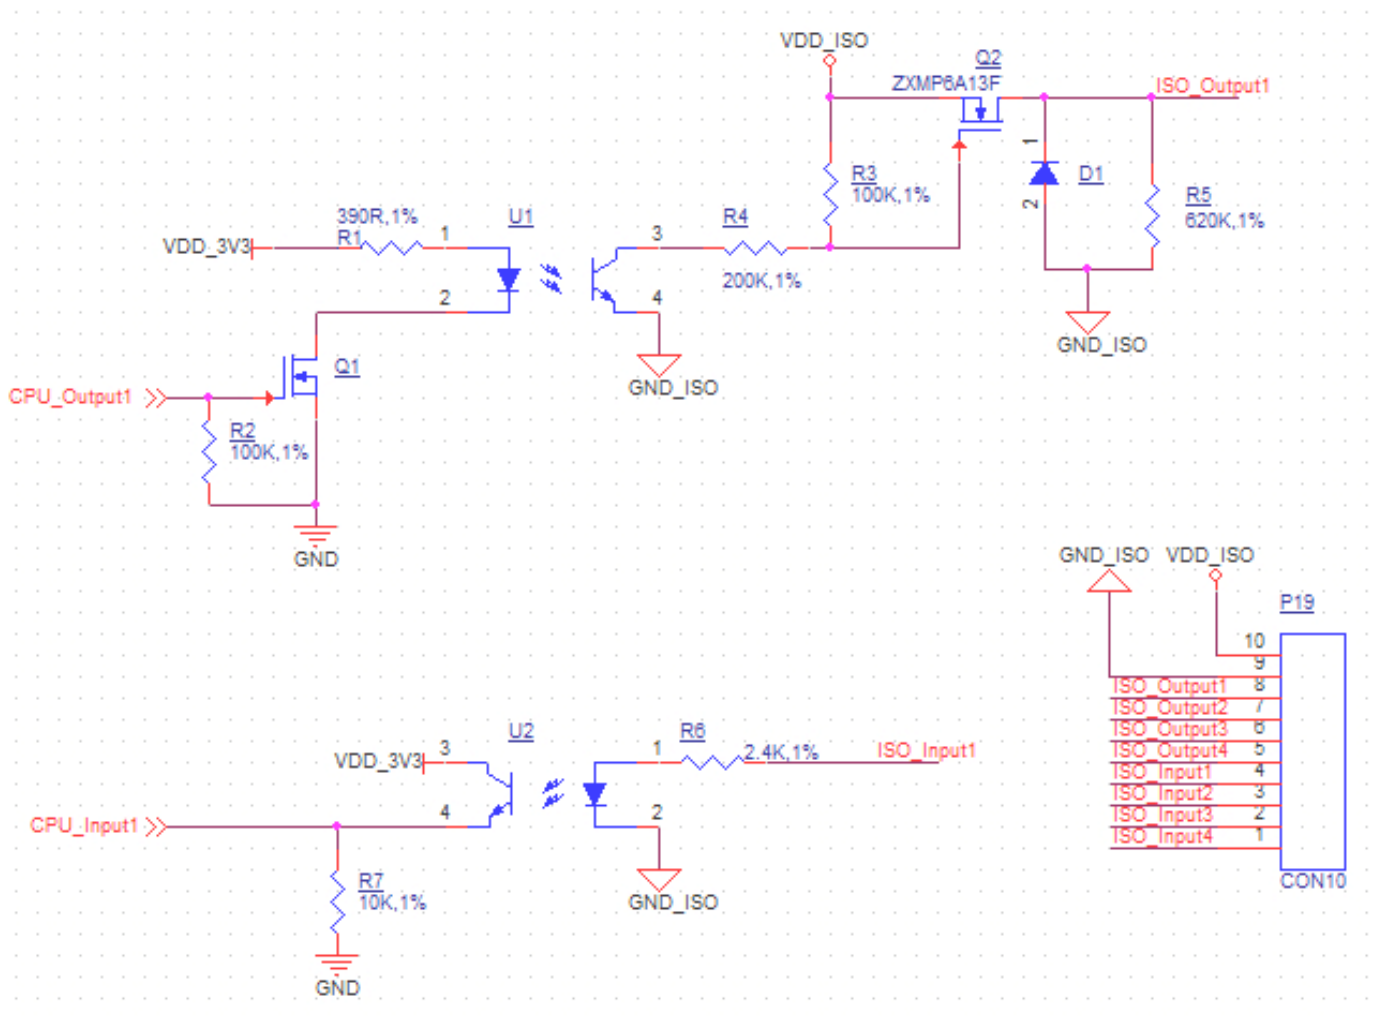 VDD_ISO
Q2
ZXMP6A13F
ISO_Output1
1
D1
2
R3
100K,1%
R5
620K,1%
390R,1%
VDD_3V3
R1
1
U1
3
R4
200K,1%
2
4
GND_ISO
GND_ISO
Q1
CPU_Output1
R2
100K,1%
GND
GND_ISO
VDD_ISO
P19
10
9
ISO_Output1 8
ISO_Output2 7
ISO_Output3 6
ISO_Output4 5
ISO_Input1 4
ISO_Input2 3
ISO_Input3 2
ISO_Input4 1
CON10
VDD_3V3
3
U2
1
R6
2.4K,1%
ISO_Input1
CPU_Input1
4
2
R7
10K,1%
GND_ISO
GND